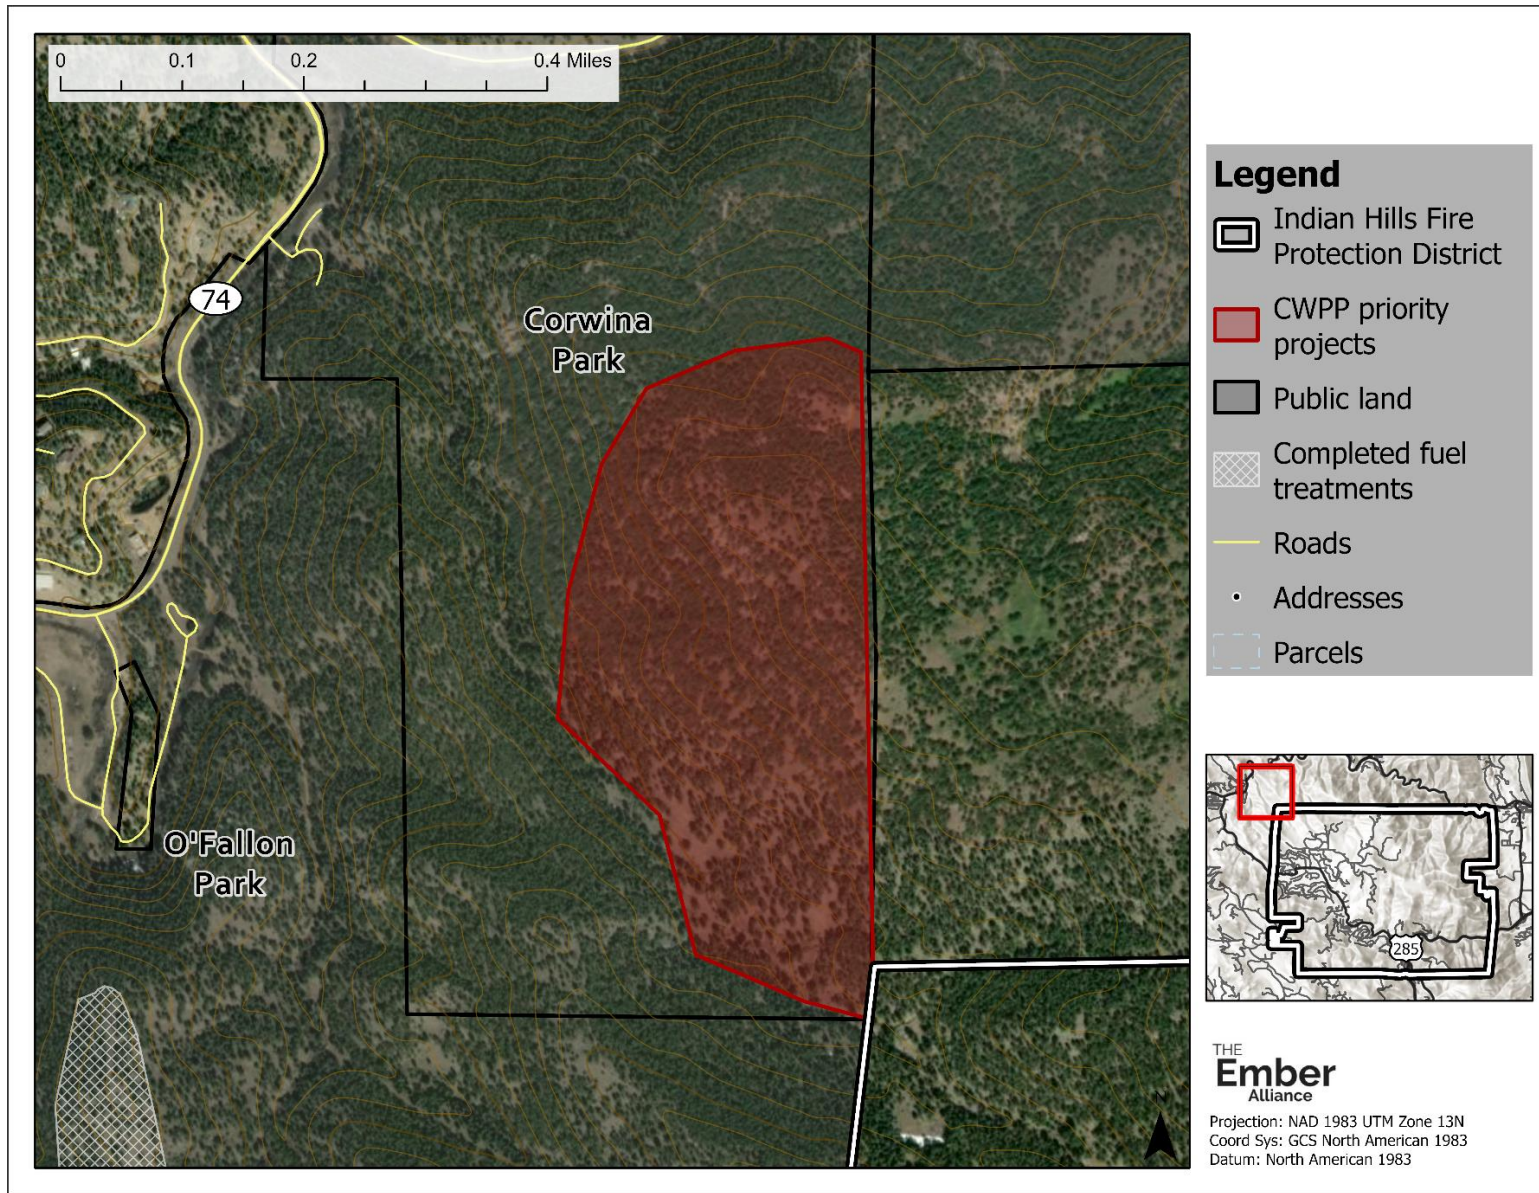 0 0.1 0.2 0.4 Miles
74
Corwina
Park
O'Fallon
Park
N
Legend
Indian Hills Fire
Protection District
CWPP priority
projects
Public land
Completed fuel
treatments
Roads
Addresses
Parcels
285
THE
Ember
Alliance
Projection: NAD 1983 UTM Zone 13N
Coord Sys: GCS North American 1983
Datum: North American 1983